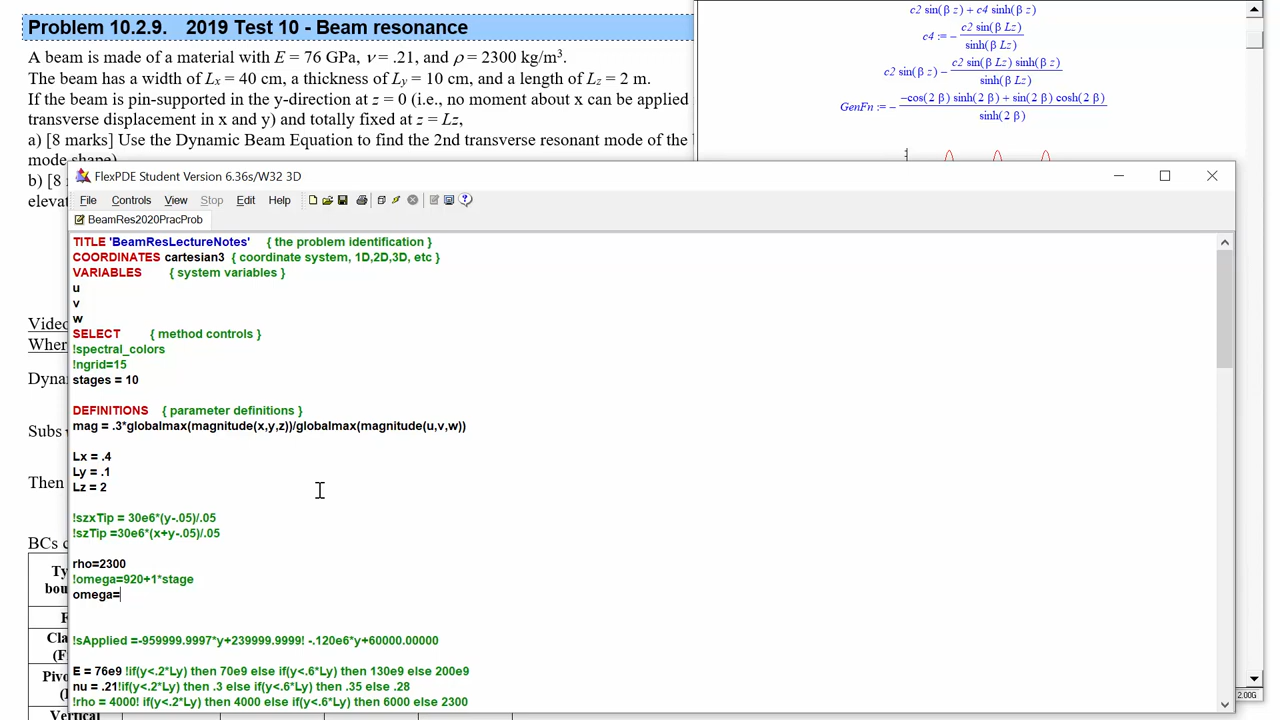 Problem 10.2.9. 2019 Test 10 - Beam resonance
A beam is made of a material with E = 76 GPa, ν = .21, and ρ = 2300 kg/m³.
The beam has a width of Lx = 40 cm, a thickness of Ly = 10 cm, and a length of Lz = 2 m.
If the beam is pin-supported in the y-direction at z = 0 (i.e., no moment about x can be applied
transverse displacement in x and y) and totally fixed at z = Lz,
a) [8 marks] Use the Dynamic Beam Equation to find the 2nd transverse resonant mode of the
mode shape)
b) [8
eleva
Video
Wher
Dyna
Subs
Then
BCs c
Ty
bou
F
Cla
(F
Pivo
(
Vertical
c2 sin(β z) + c4 sinh(β z)
c4 := - c2 sin(β Lz) / sinh(β Lz)
c2 sin(β z) - c2 sin(β Lz) sinh(β z) / sinh(β Lz)
GenFn := - -cos(2 β) sinh(2 β) + sin(2 β) cosh(2 β) / sinh(2 β)
2.00G
FlexPDE Student Version 6.36s/W32 3D
File Controls View Stop Edit Help
BeamRes2020PracProb
TITLE 'BeamResLectureNotes' { the problem identification }
COORDINATES cartesian3 { coordinate system, 1D,2D,3D, etc }
VARIABLES { system variables }
u
v
w
SELECT { method controls }
!spectral_colors
!ngrid=15
stages = 10
DEFINITIONS { parameter definitions }
mag = .3*globalmax(magnitude(x,y,z))/globalmax(magnitude(u,v,w))
Lx = .4
Ly = .1
Lz = 2
!szxTip = 30e6*(y-.05)/.05
!szTip =30e6*(x+y-.05)/.05
rho=2300
!omega=920+1*stage
omega=
!sApplied =-959999.9997*y+239999.9999! -.120e6*y+60000.00000
E = 76e9 !if(y<.2*Ly) then 70e9 else if(y<.6*Ly) then 130e9 else 200e9
nu = .21!if(y<.2*Ly) then .3 else if(y<.6*Ly) then .35 else .28
!rho = 4000! if(y<.2*Ly) then 4000 else if(y<.6*Ly) then 6000 else 2300